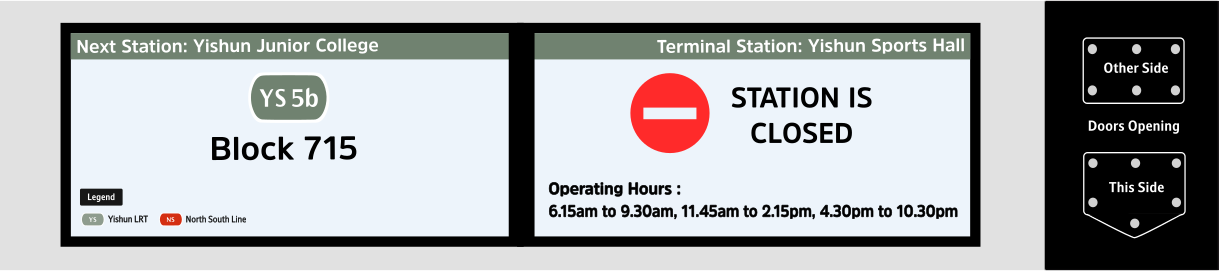 Next Station: Yishun Junior College
YS 5b
Block 715
Legend
YS Yishun LRT NS North South Line
Terminal Station: Yishun Sports Hall
STATION IS
CLOSED
Operating Hours :
6.15am to 9.30am, 11.45am to 2.15pm, 4.30pm to 10.30pm
Other Side
Doors Opening
This Side